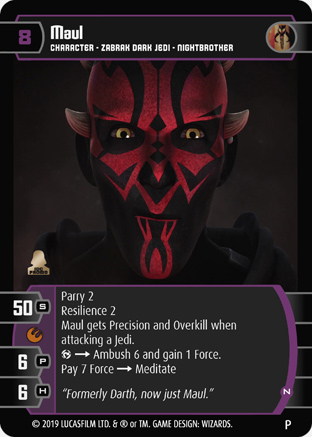 8
Maul
CHARACTER - ZABRAK DARK JEDI - NIGHTBROTHER
50 S
6 P
6 H
Parry 2
Resilience 2
Maul gets Precision and Overkill when
attacking a Jedi.
→ Ambush 6 and gain 1 Force.
Pay 7 Force → Meditate
"Formerly Darth, now just Maul."
N
© 2019 LUCASFILM LTD. & ® or TM. GAME DESIGN: WIZARDS.
P